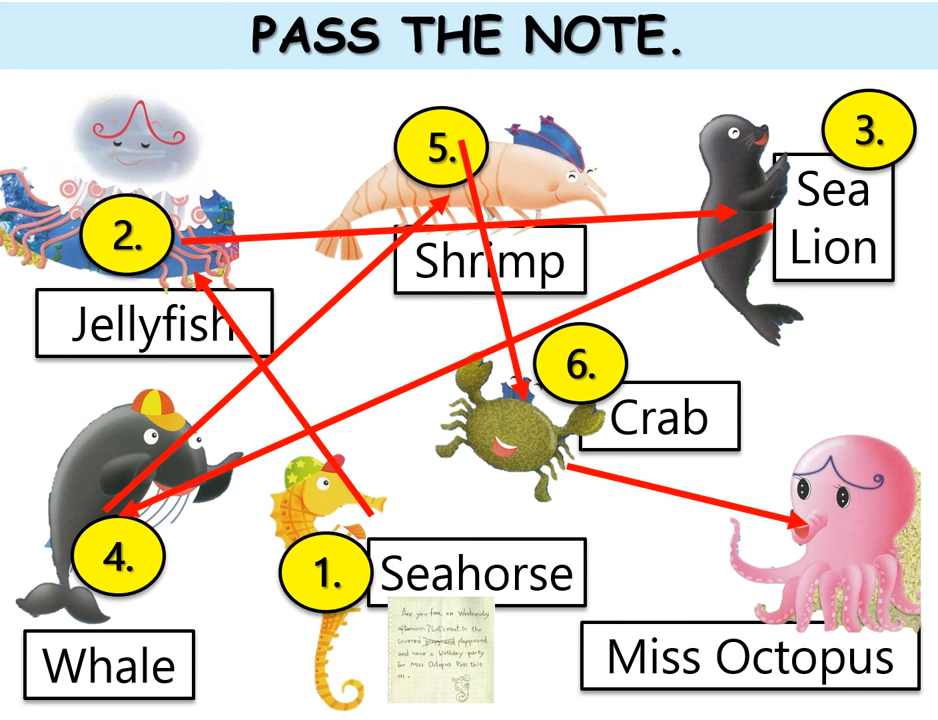 PASS THE NOTE.
5.
3.
Sea
Lion
2.
Shrimp
Jellyfish
6.
Crab
4.
1.
Seahorse
Are you free on Wednesday
afternoon? Let's meet in the
covered playground
and have a birthday party
for Miss Octopus. Pass this
on.
Whale
Miss Octopus